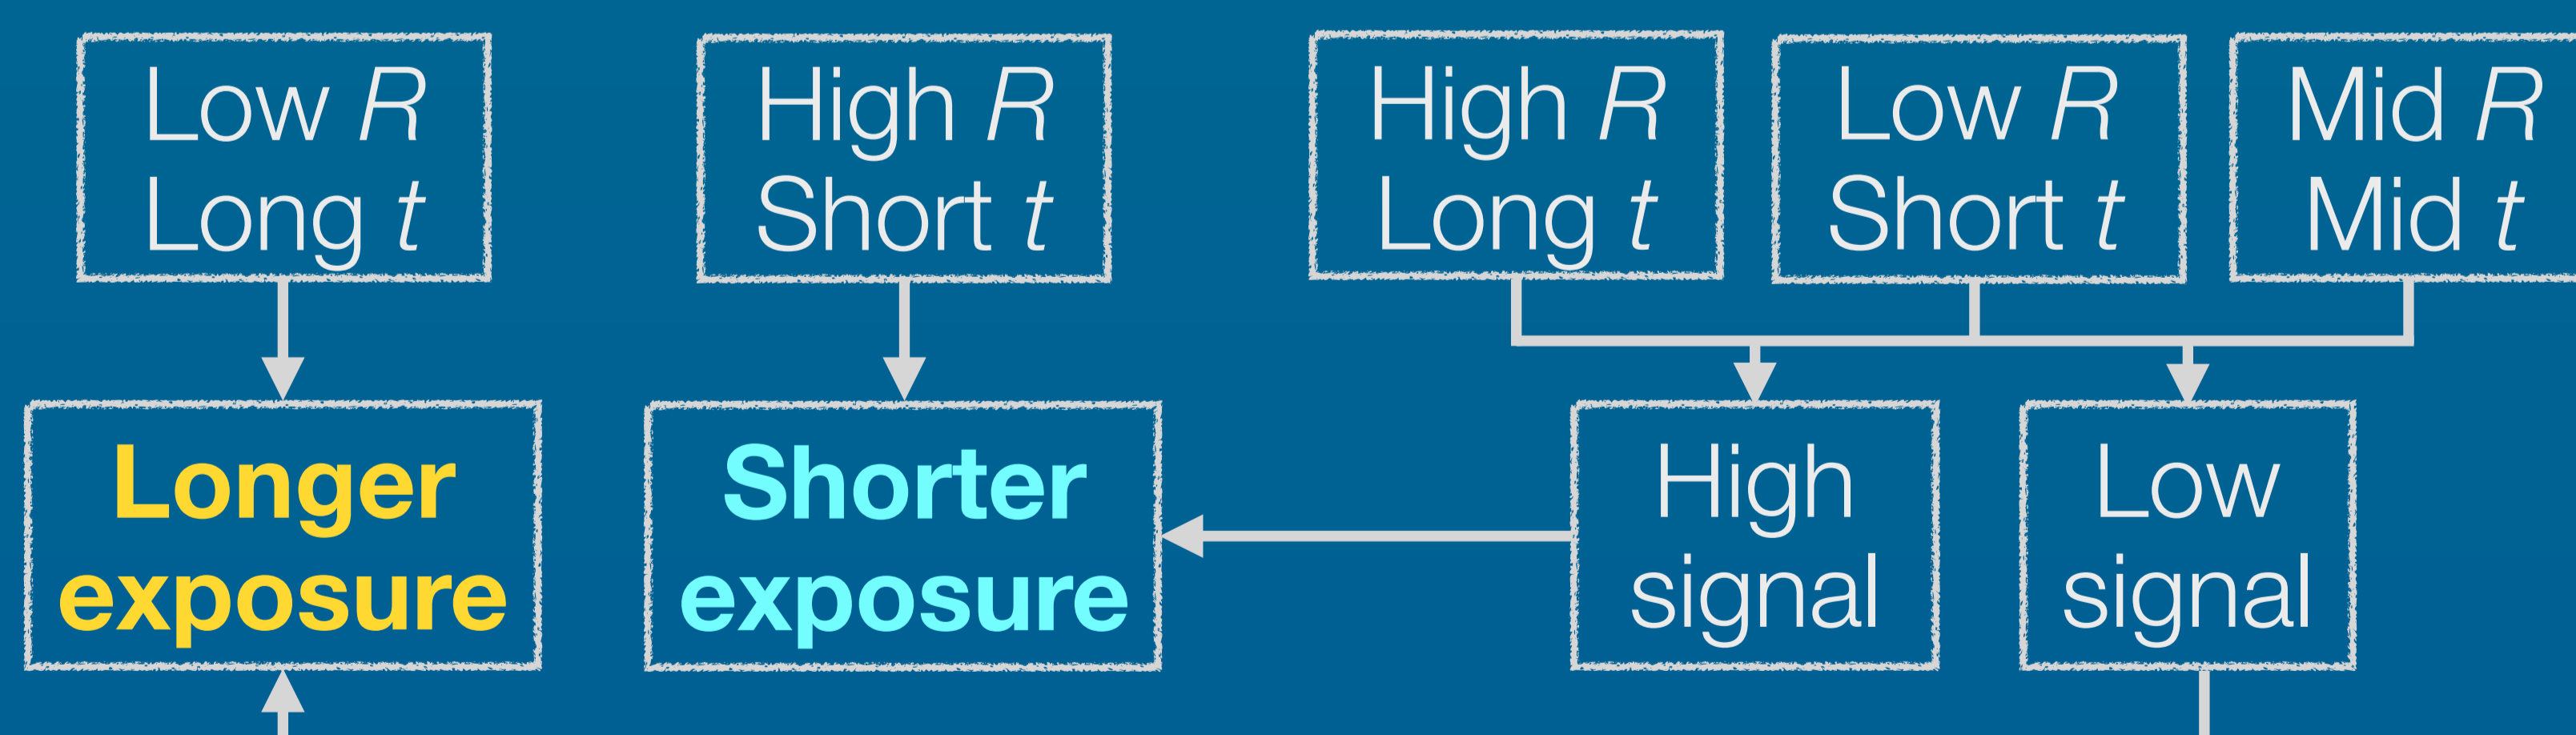 Low R
Long t
High R
Short t
High R
Long t
Low R
Short t
Mid R
Mid t
Longer
exposure
Shorter
exposure
High
signal
Low
signal